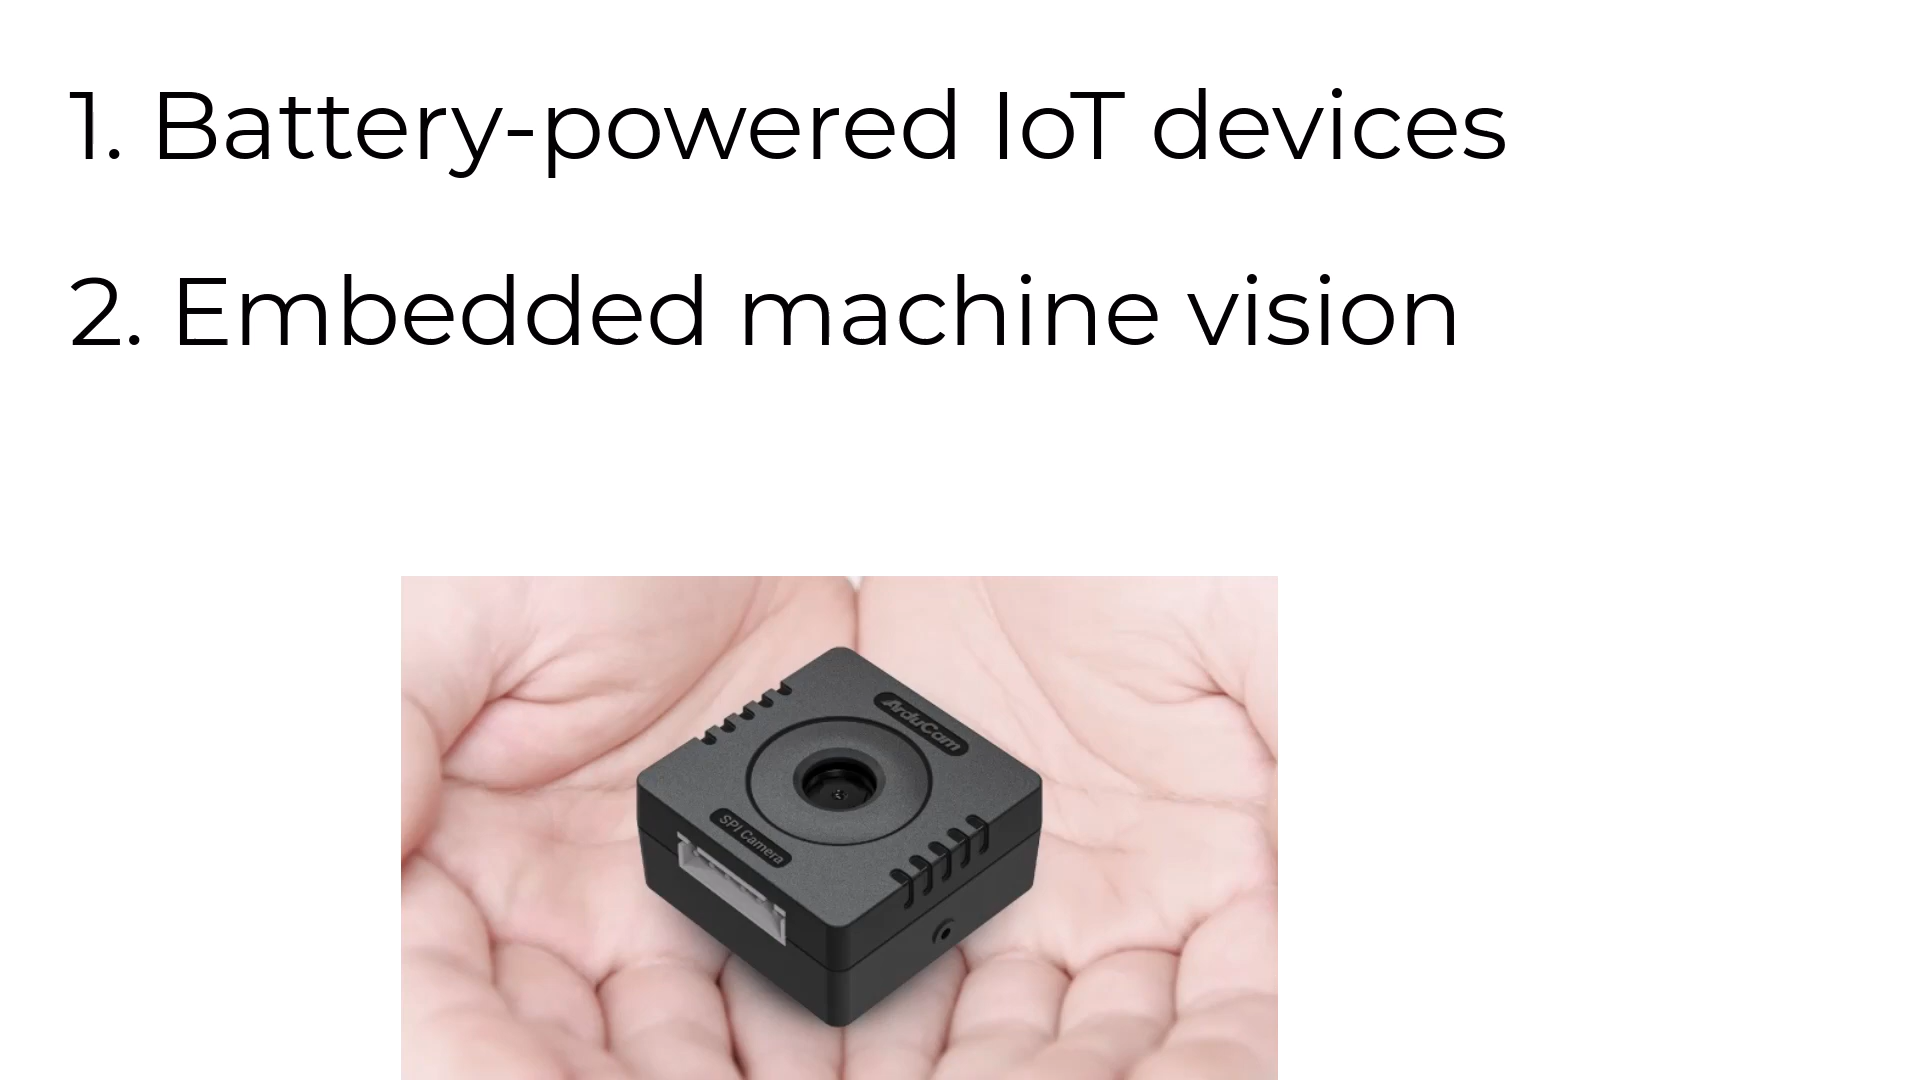 1. Battery-powered IoT devices
2. Embedded machine vision
ArduCam
SPI Camera